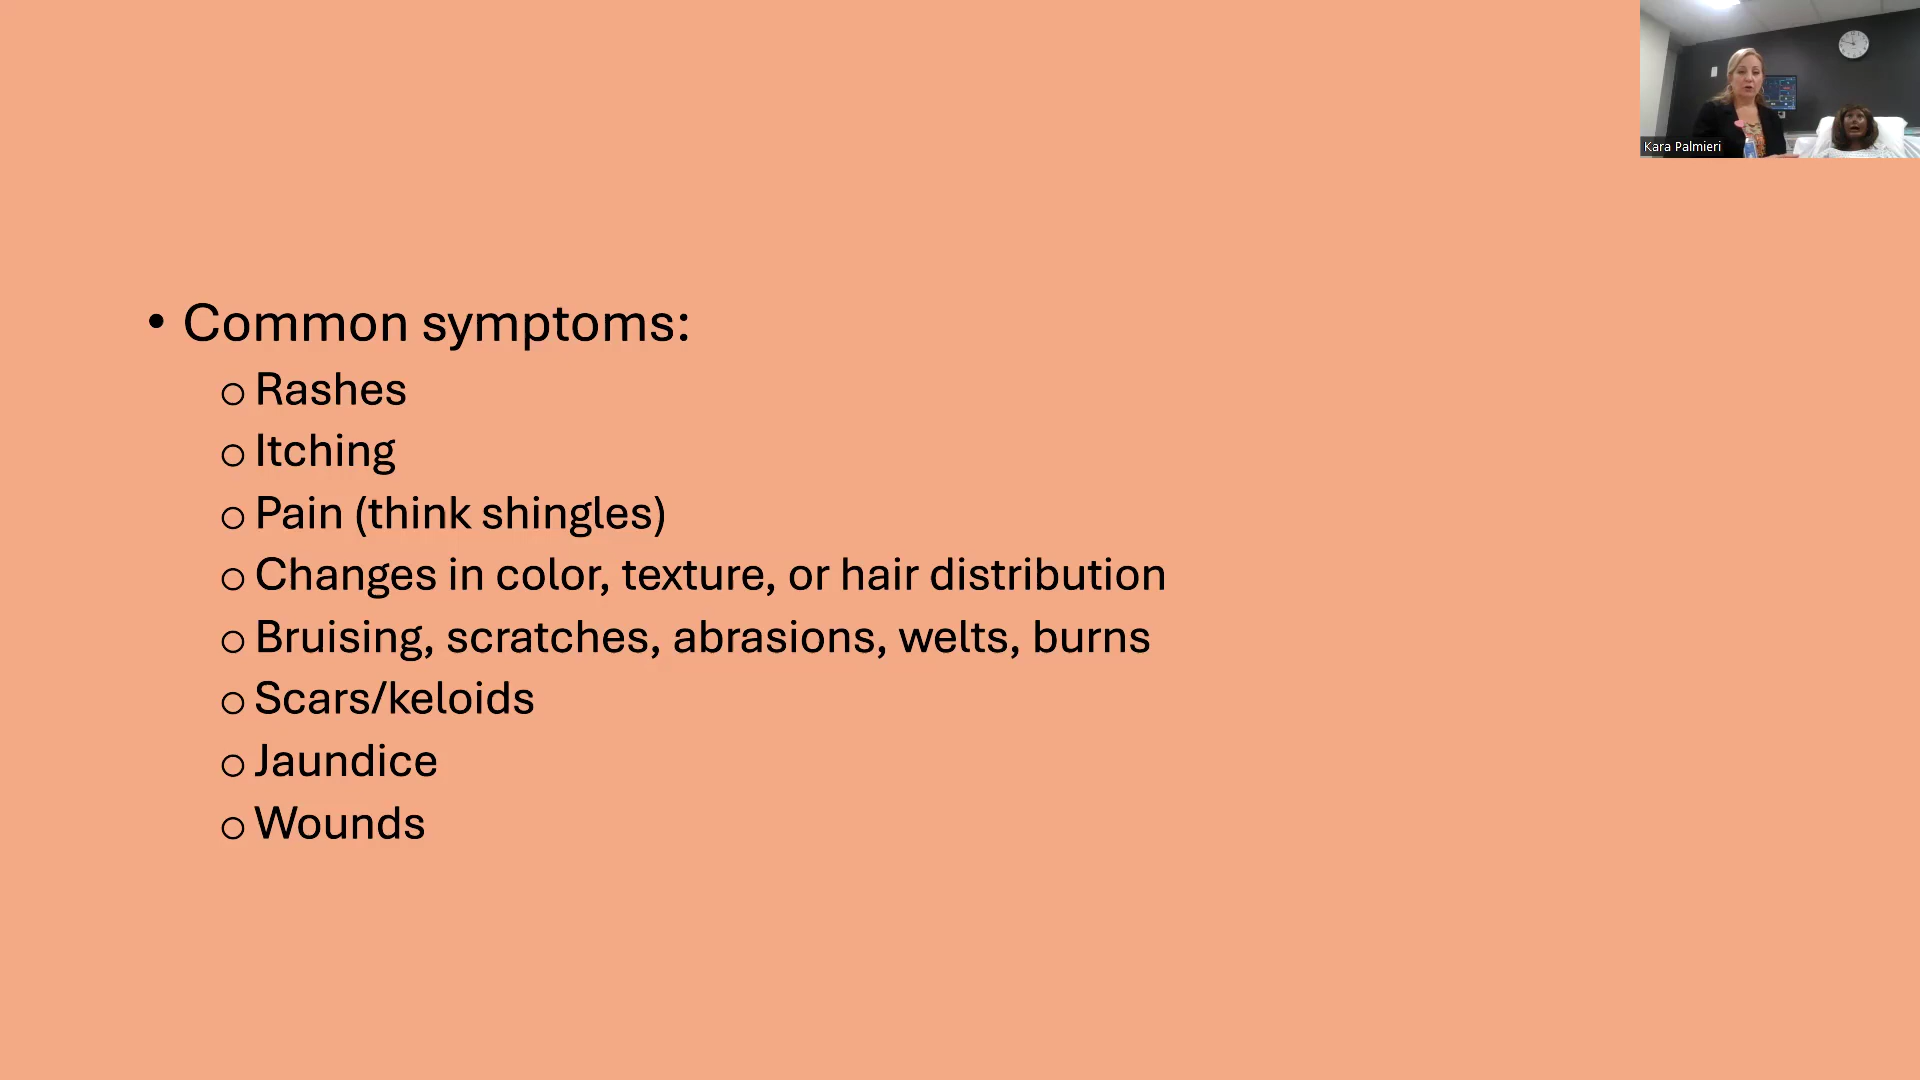 Kara Palmieri
• Common symptoms:
o Rashes
o Itching
o Pain (think shingles)
o Changes in color, texture, or hair distribution
o Bruising, scratches, abrasions, welts, burns
o Scars/keloids
o Jaundice
o Wounds